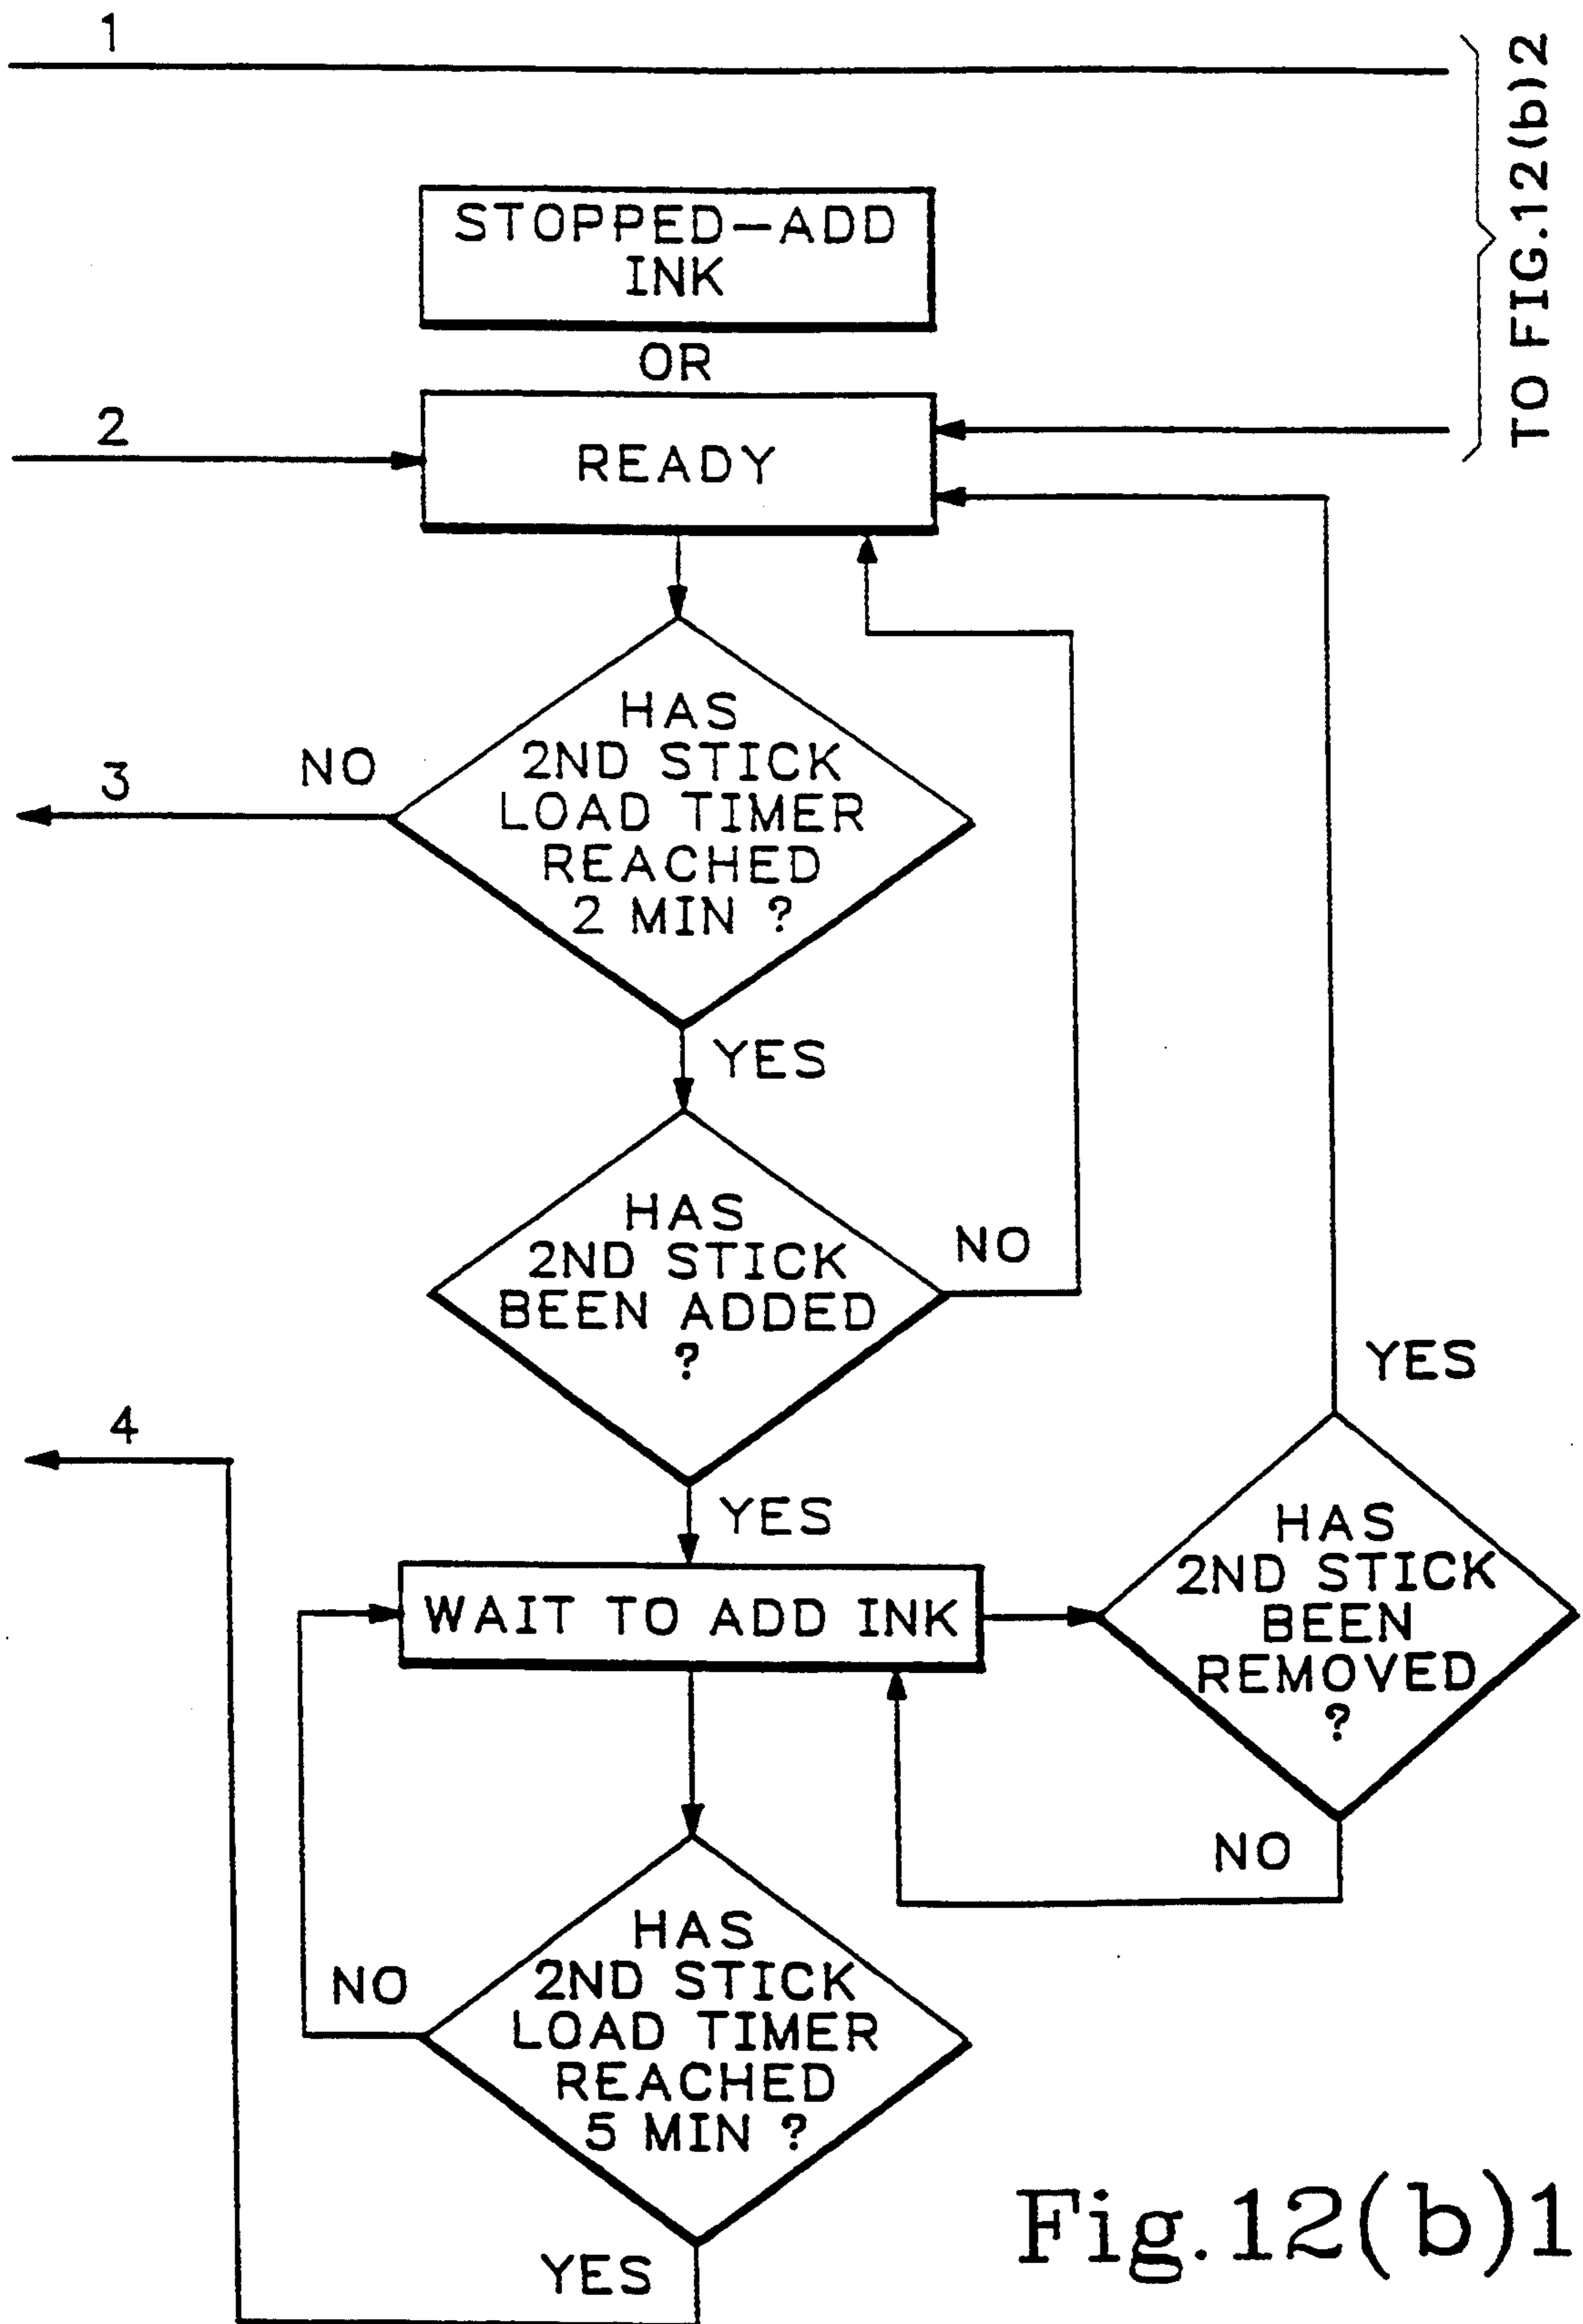 1
TO FIG.12(b)2
STOPPED-ADD
INK
OR
2
READY
HAS
2ND STICK
LOAD TIMER
REACHED
2 MIN ?
NO
3
YES
HAS
2ND STICK
BEEN ADDED
?
NO
4
YES
YES
WAIT TO ADD INK
HAS
2ND STICK
BEEN
REMOVED
?
NO
HAS
2ND STICK
LOAD TIMER
REACHED
5 MIN ?
NO
YES
Fig.12(b)1